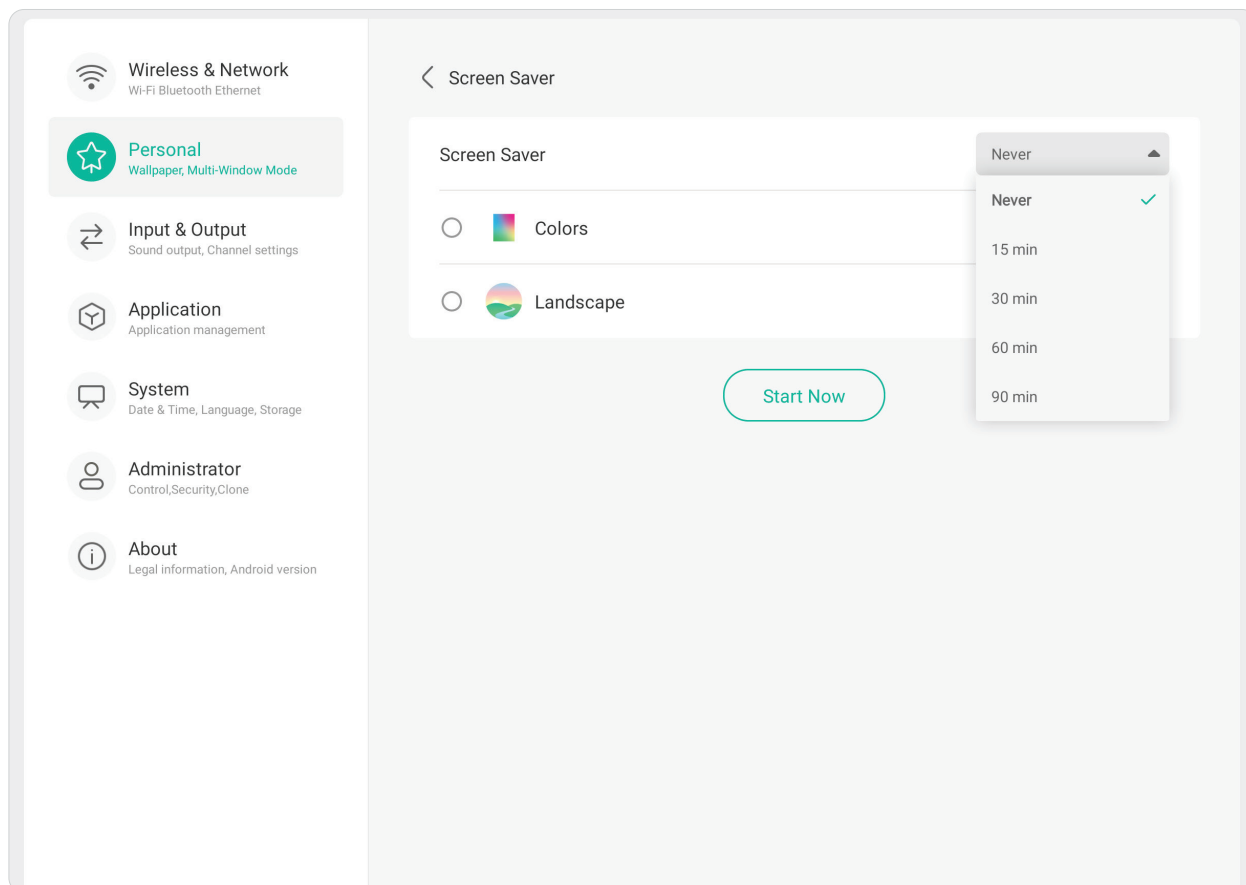 Wireless & Network
Wi-Fi Bluetooth Ethernet
Personal
Wallpaper, Multi-Window Mode
Input & Output
Sound output, Channel settings
Application
Application management
System
Date & Time, Language, Storage
Administrator
Control,Security,Clone
About
Legal information, Android version
Screen Saver
Screen Saver
Never
Never
15 min
30 min
60 min
90 min
Colors
Landscape
Start Now